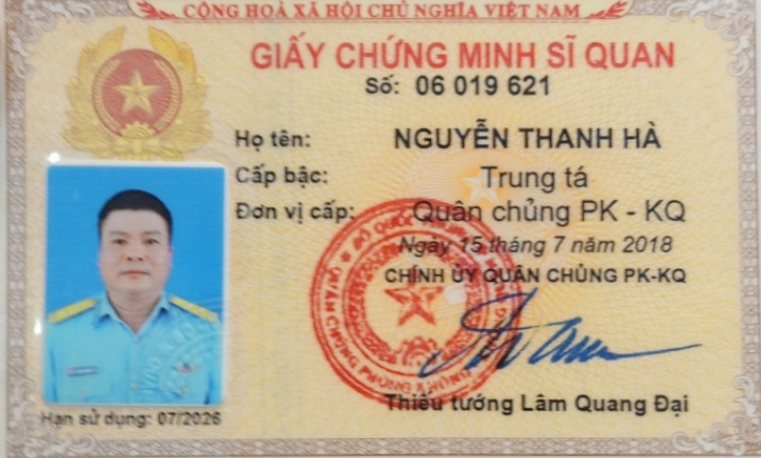 CỘNG HOÀ XÃ HỘI CHỦ NGHĨA VIỆT NAM
GIẤY CHỨNG MINH SĨ QUAN
Số: 06 019 621
Họ tên: NGUYỄN THANH HÀ
Cấp bậc: Trung tá
Đơn vị cấp: Quân chủng PK - KQ
Ngày 15 tháng 7 năm 2018
CHÍNH ỦY QUÂN CHỦNG PK-KQ
Thiếu tướng Lâm Quang Đại
Hạn sử dụng: 07/2026